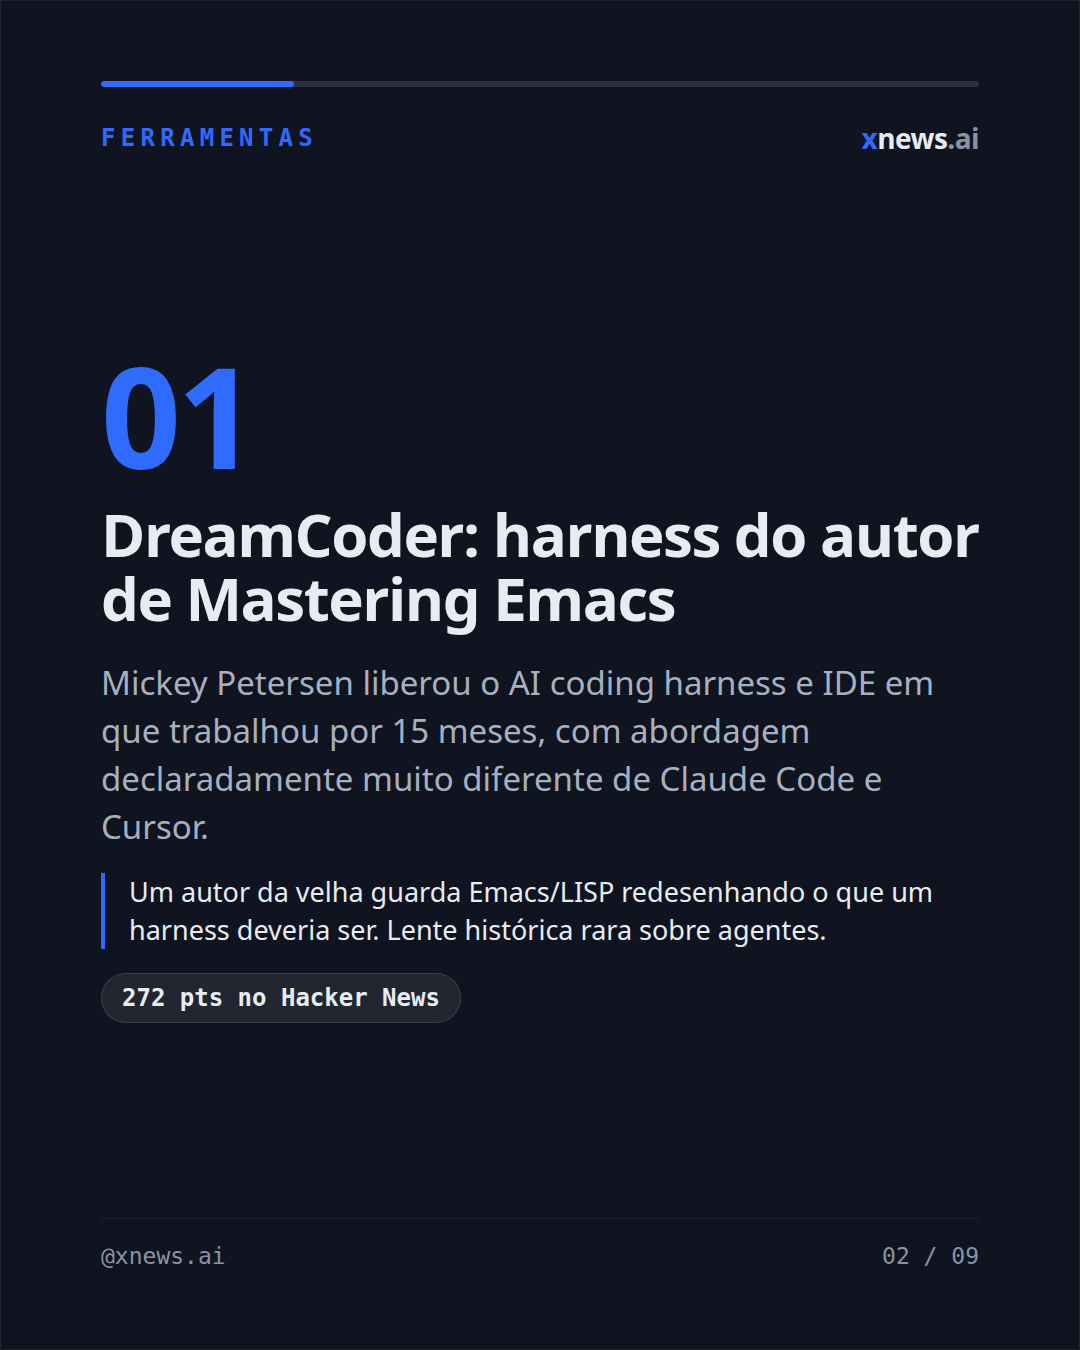 FERRAMENTAS
xnews.ai
01
DreamCoder: harness do autor
de Mastering Emacs
Mickey Petersen liberou o AI coding harness e IDE em
que trabalhou por 15 meses, com abordagem
declaradamente muito diferente de Claude Code e
Cursor.
Um autor da velha guarda Emacs/LISP redesenhando o que um
harness deveria ser. Lente histórica rara sobre agentes.
272 pts no Hacker News
@xnews.ai
02 / 09